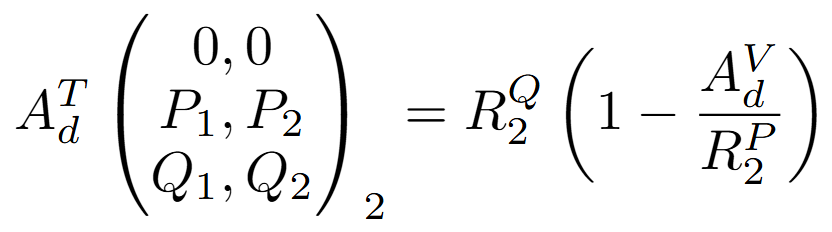 $$A_d^T \begin{pmatrix} 0, 0 \\ P_1, P_2 \\ Q_1, Q_2 \end{pmatrix}_2 = R_2^Q \left( 1 - \frac{A_d^V}{R_2^P} \right)$$